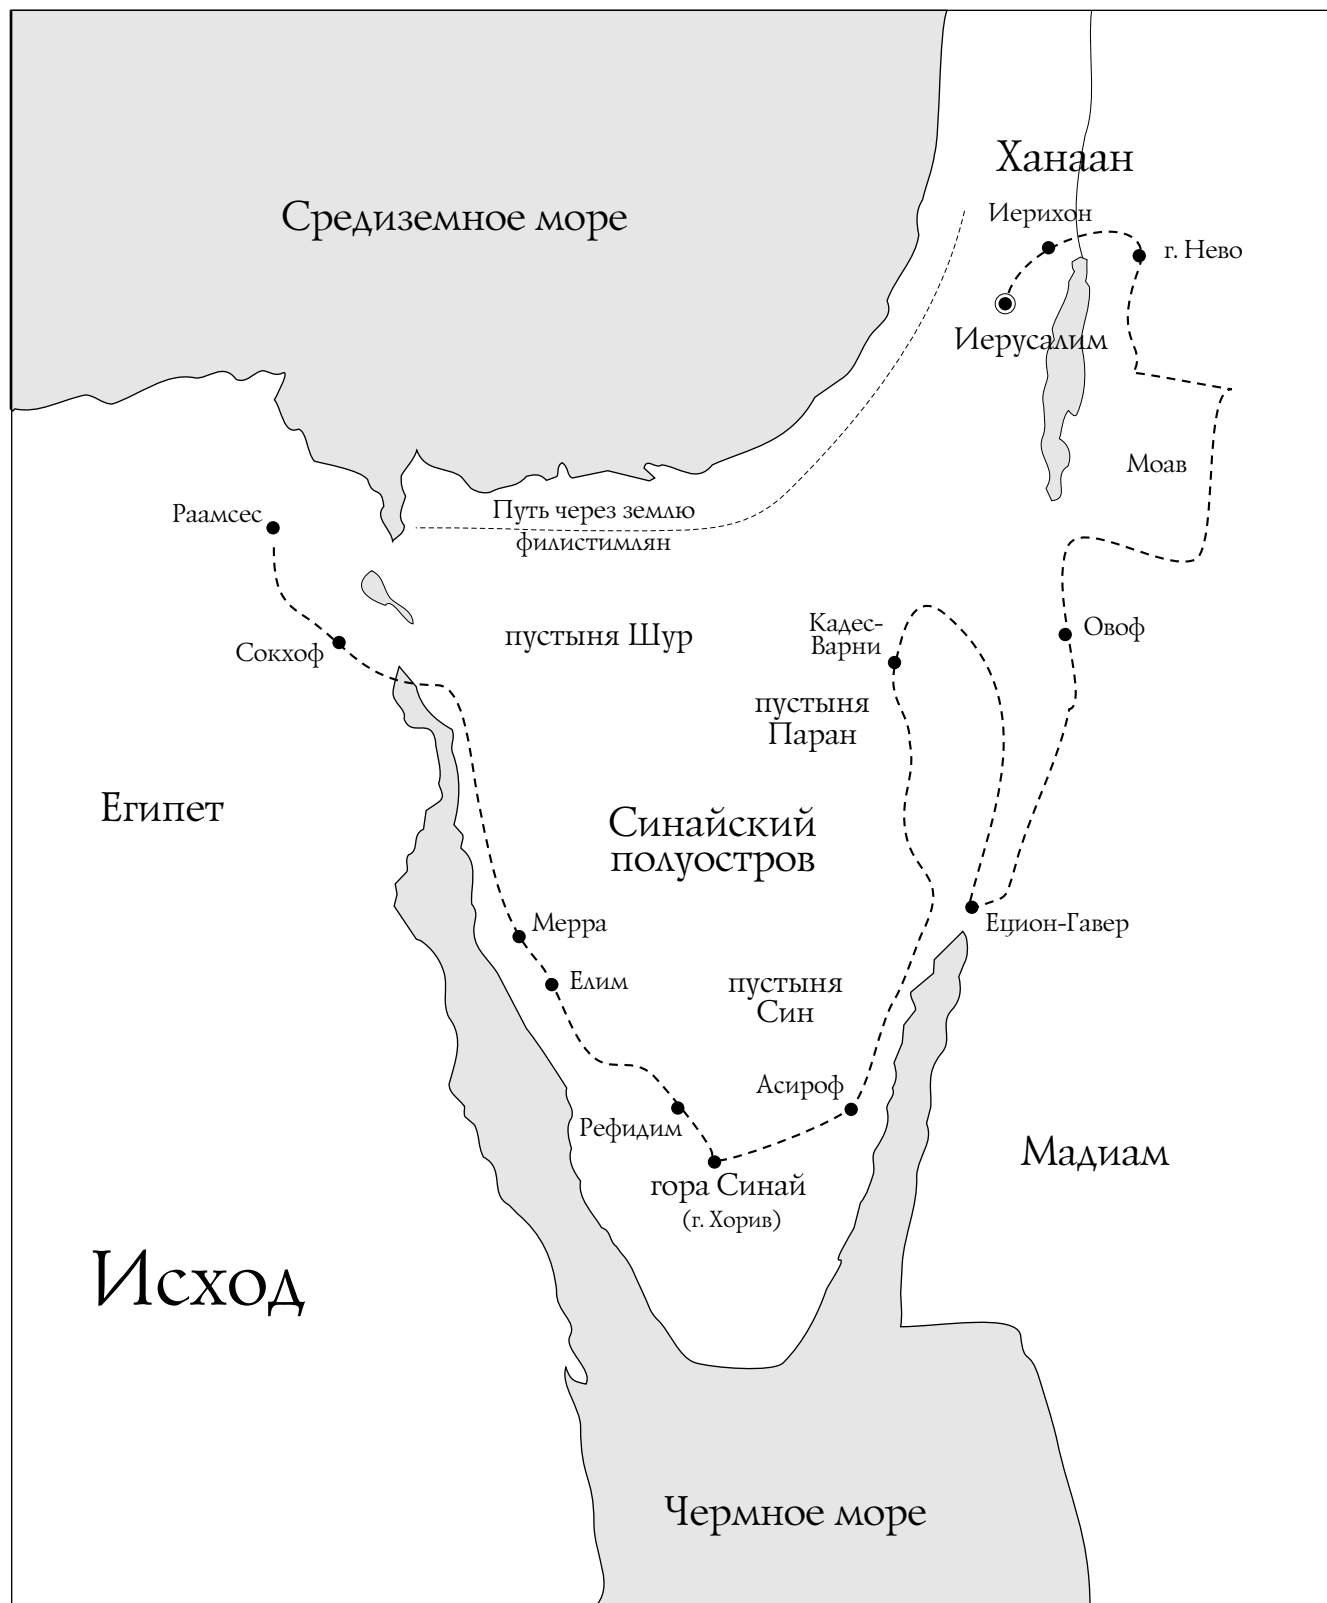 Ханаан
Средиземное море
Иерихон
г. Нево
Иерусалим
Моав
Раамсес
Путь через землю
филистимлян
Сокхоф
пустыня Шур
Кадес-
Варни
Овоф
пустыня
Паран
Египет
Синайский
полуостров
Мерра
Ецион-Гавер
Елим
пустыня
Син
Асироф
Рефидим
Мадиам
гора Синай
(г. Хорив)
Исход
Чермное море